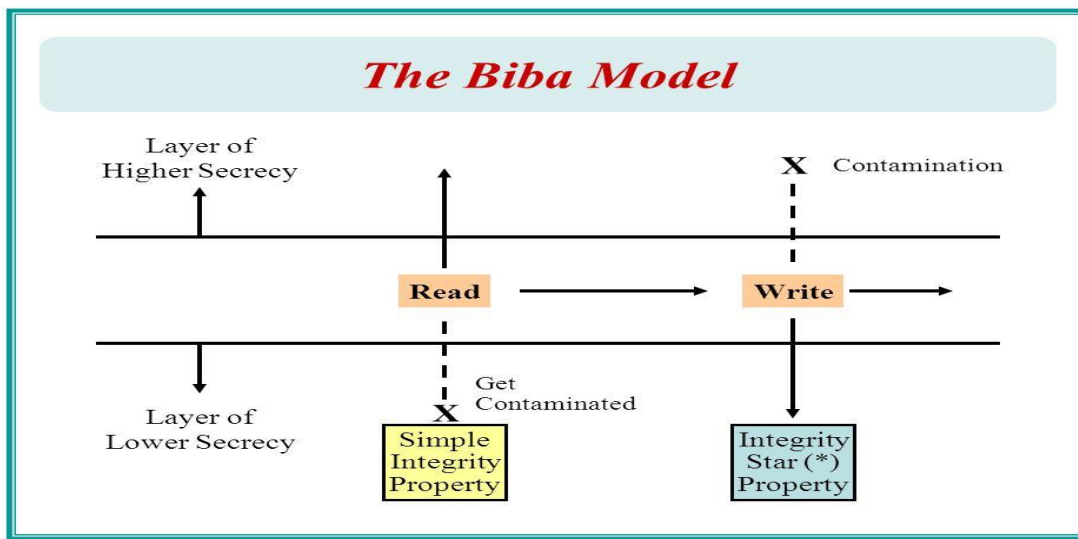 The Biba Model
Layer of
Higher Secrecy
X Contamination
Read
Write
Get
Contaminated
X
Layer of
Lower Secrecy
Simple
Integrity
Property
Integrity
Star (*)
Property